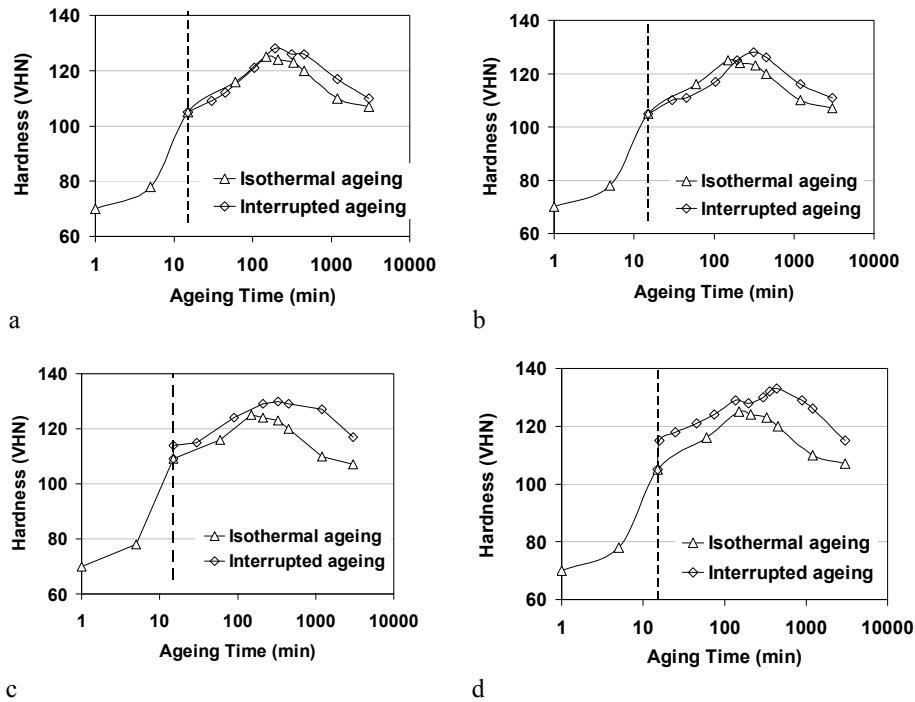 140
120
100
80
60
Hardness (VHN)
Isothermal ageing
Interrupted ageing
1 10 100 1000 10000
Ageing Time (min)
a
140
120
100
80
60
Hardness (VHN)
Isothermal ageing
Interrupted ageing
1 10 100 1000 10000
Ageing Time (min)
b
140
120
100
80
60
Hardness (VHN)
Isothermal ageing
Interrupted ageing
1 10 100 1000 10000
Ageing Time (min)
c
140
120
100
80
60
Hardness (VHN)
Isothermal ageing
Interrupted ageing
1 10 100 1000 10000
Aging Time (min)
d